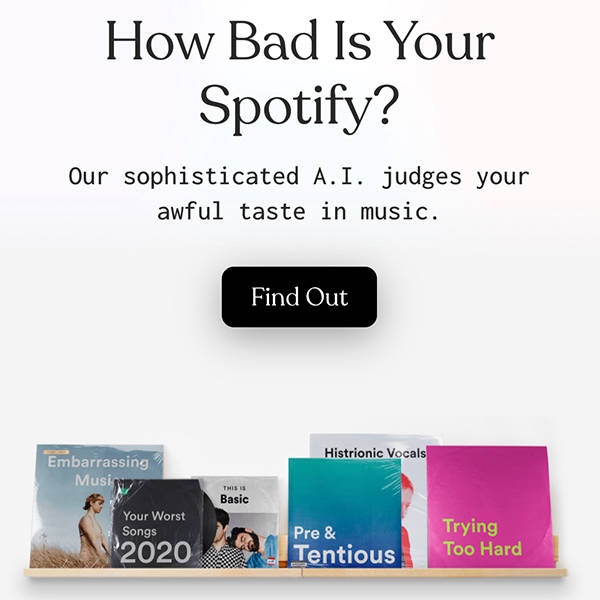 How Bad Is Your
Spotify?
Our sophisticated A.I. judges your
awful taste in music.
Find Out
Embarrassing
Musi
Your Worst
Songs
2020
THIS IS
Basic
Histrionic Vocals
Pre &
Tentious
Trying
Too Hard